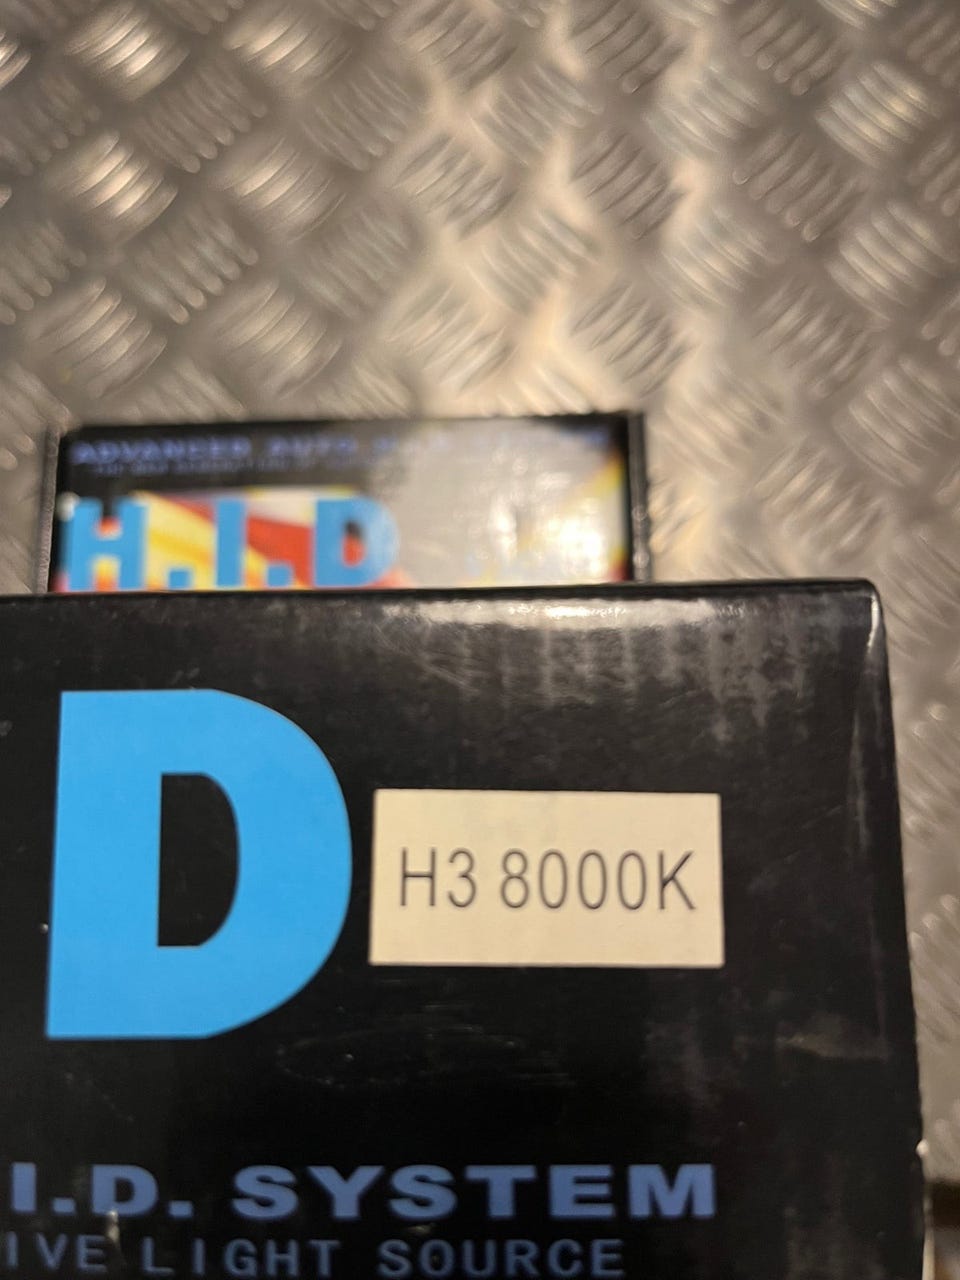 ADVANCED AUTO
H.I.D
D
H3 8000K
I.D. SYSTEM
IVE LIGHT SOURCE